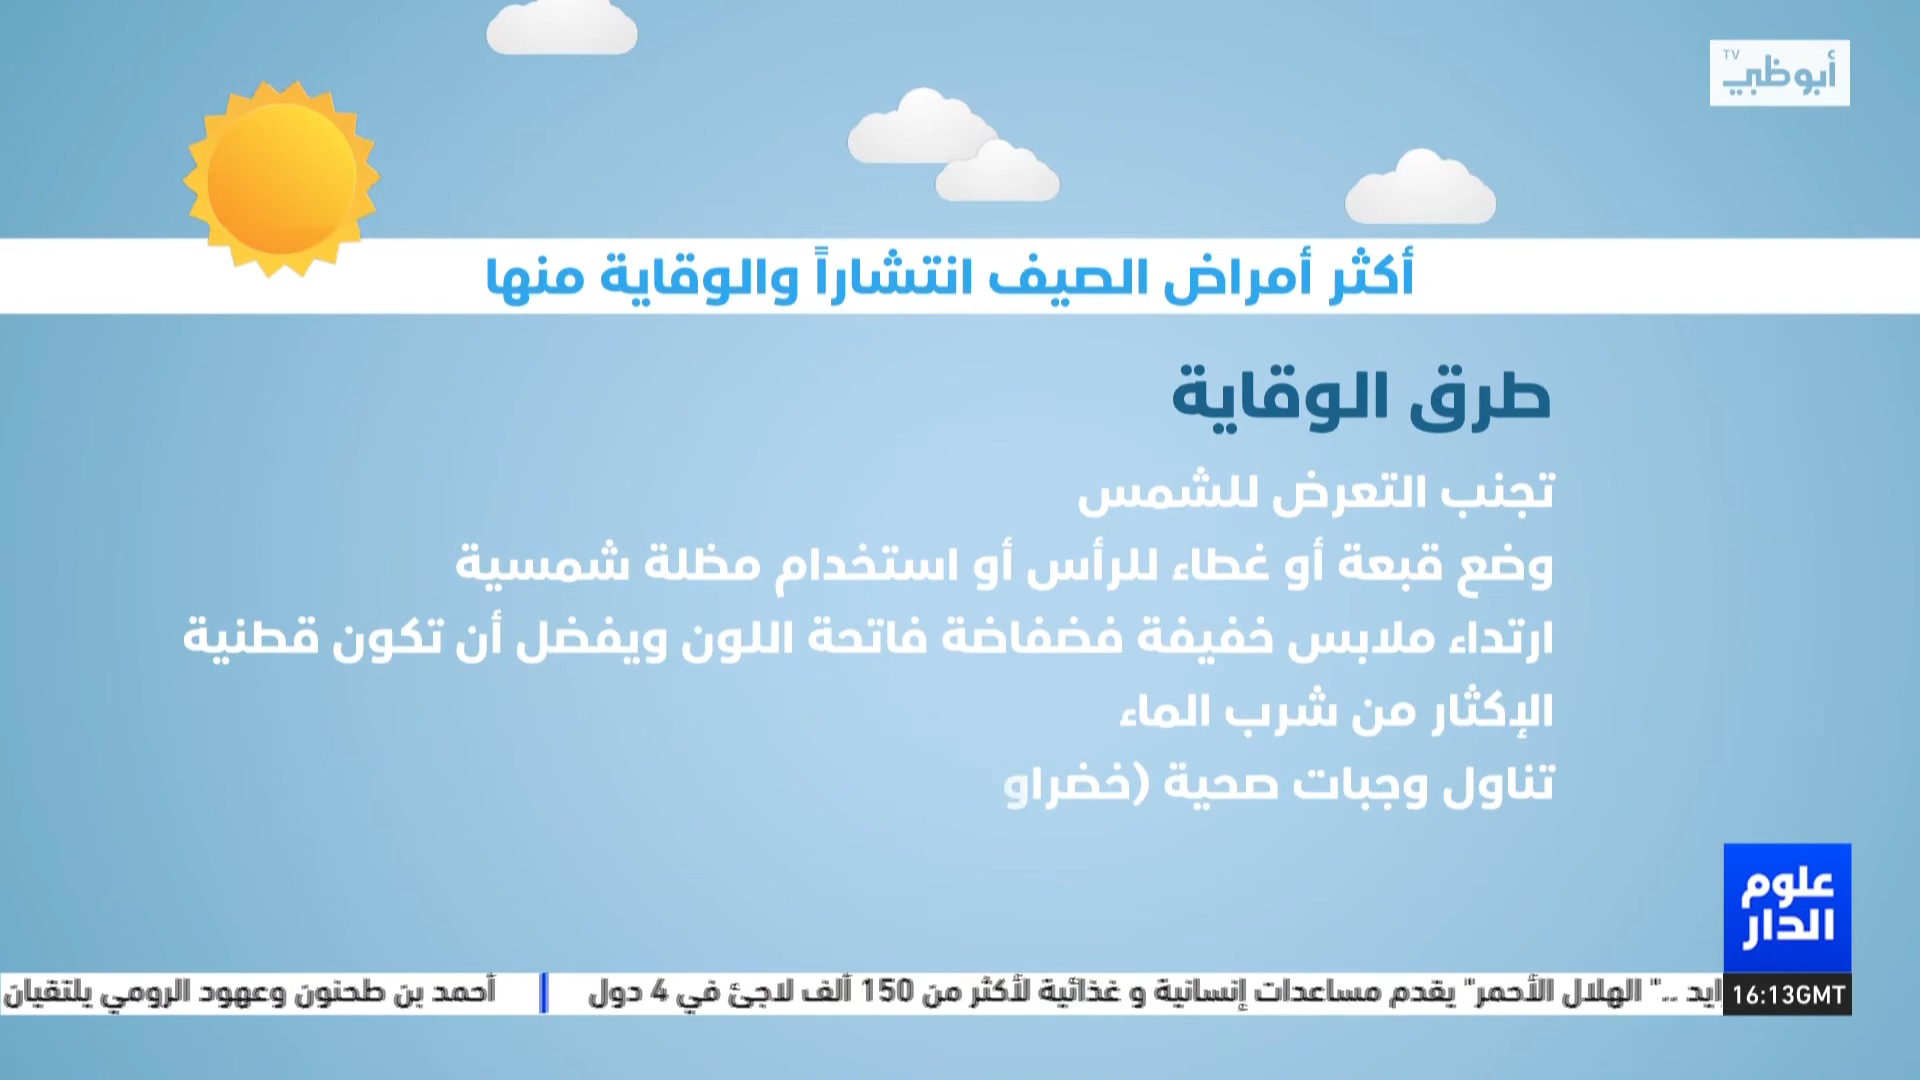 أبوظبي TV
أكثر أمراض الصيف انتشاراً والوقاية منها
طرق الوقاية
تجنب التعرض للشمس
وضع قبعة أو غطاء للرأس أو استخدام مظلة شمسية
ارتداء ملابس خفيفة فضفاضة فاتحة اللون ويفضل أن تكون قطنية
الإكثار من شرب الماء
تناول وجبات صحية (خضراو
علوم
الدار
16:13GMT
.." الهلال الأحمر" يقدم مساعدات إنسانية و غذائية لأكثر من 150 ألف لاجئ في 4 دول | أحمد بن طحنون وعهود الرومي يلتقيان